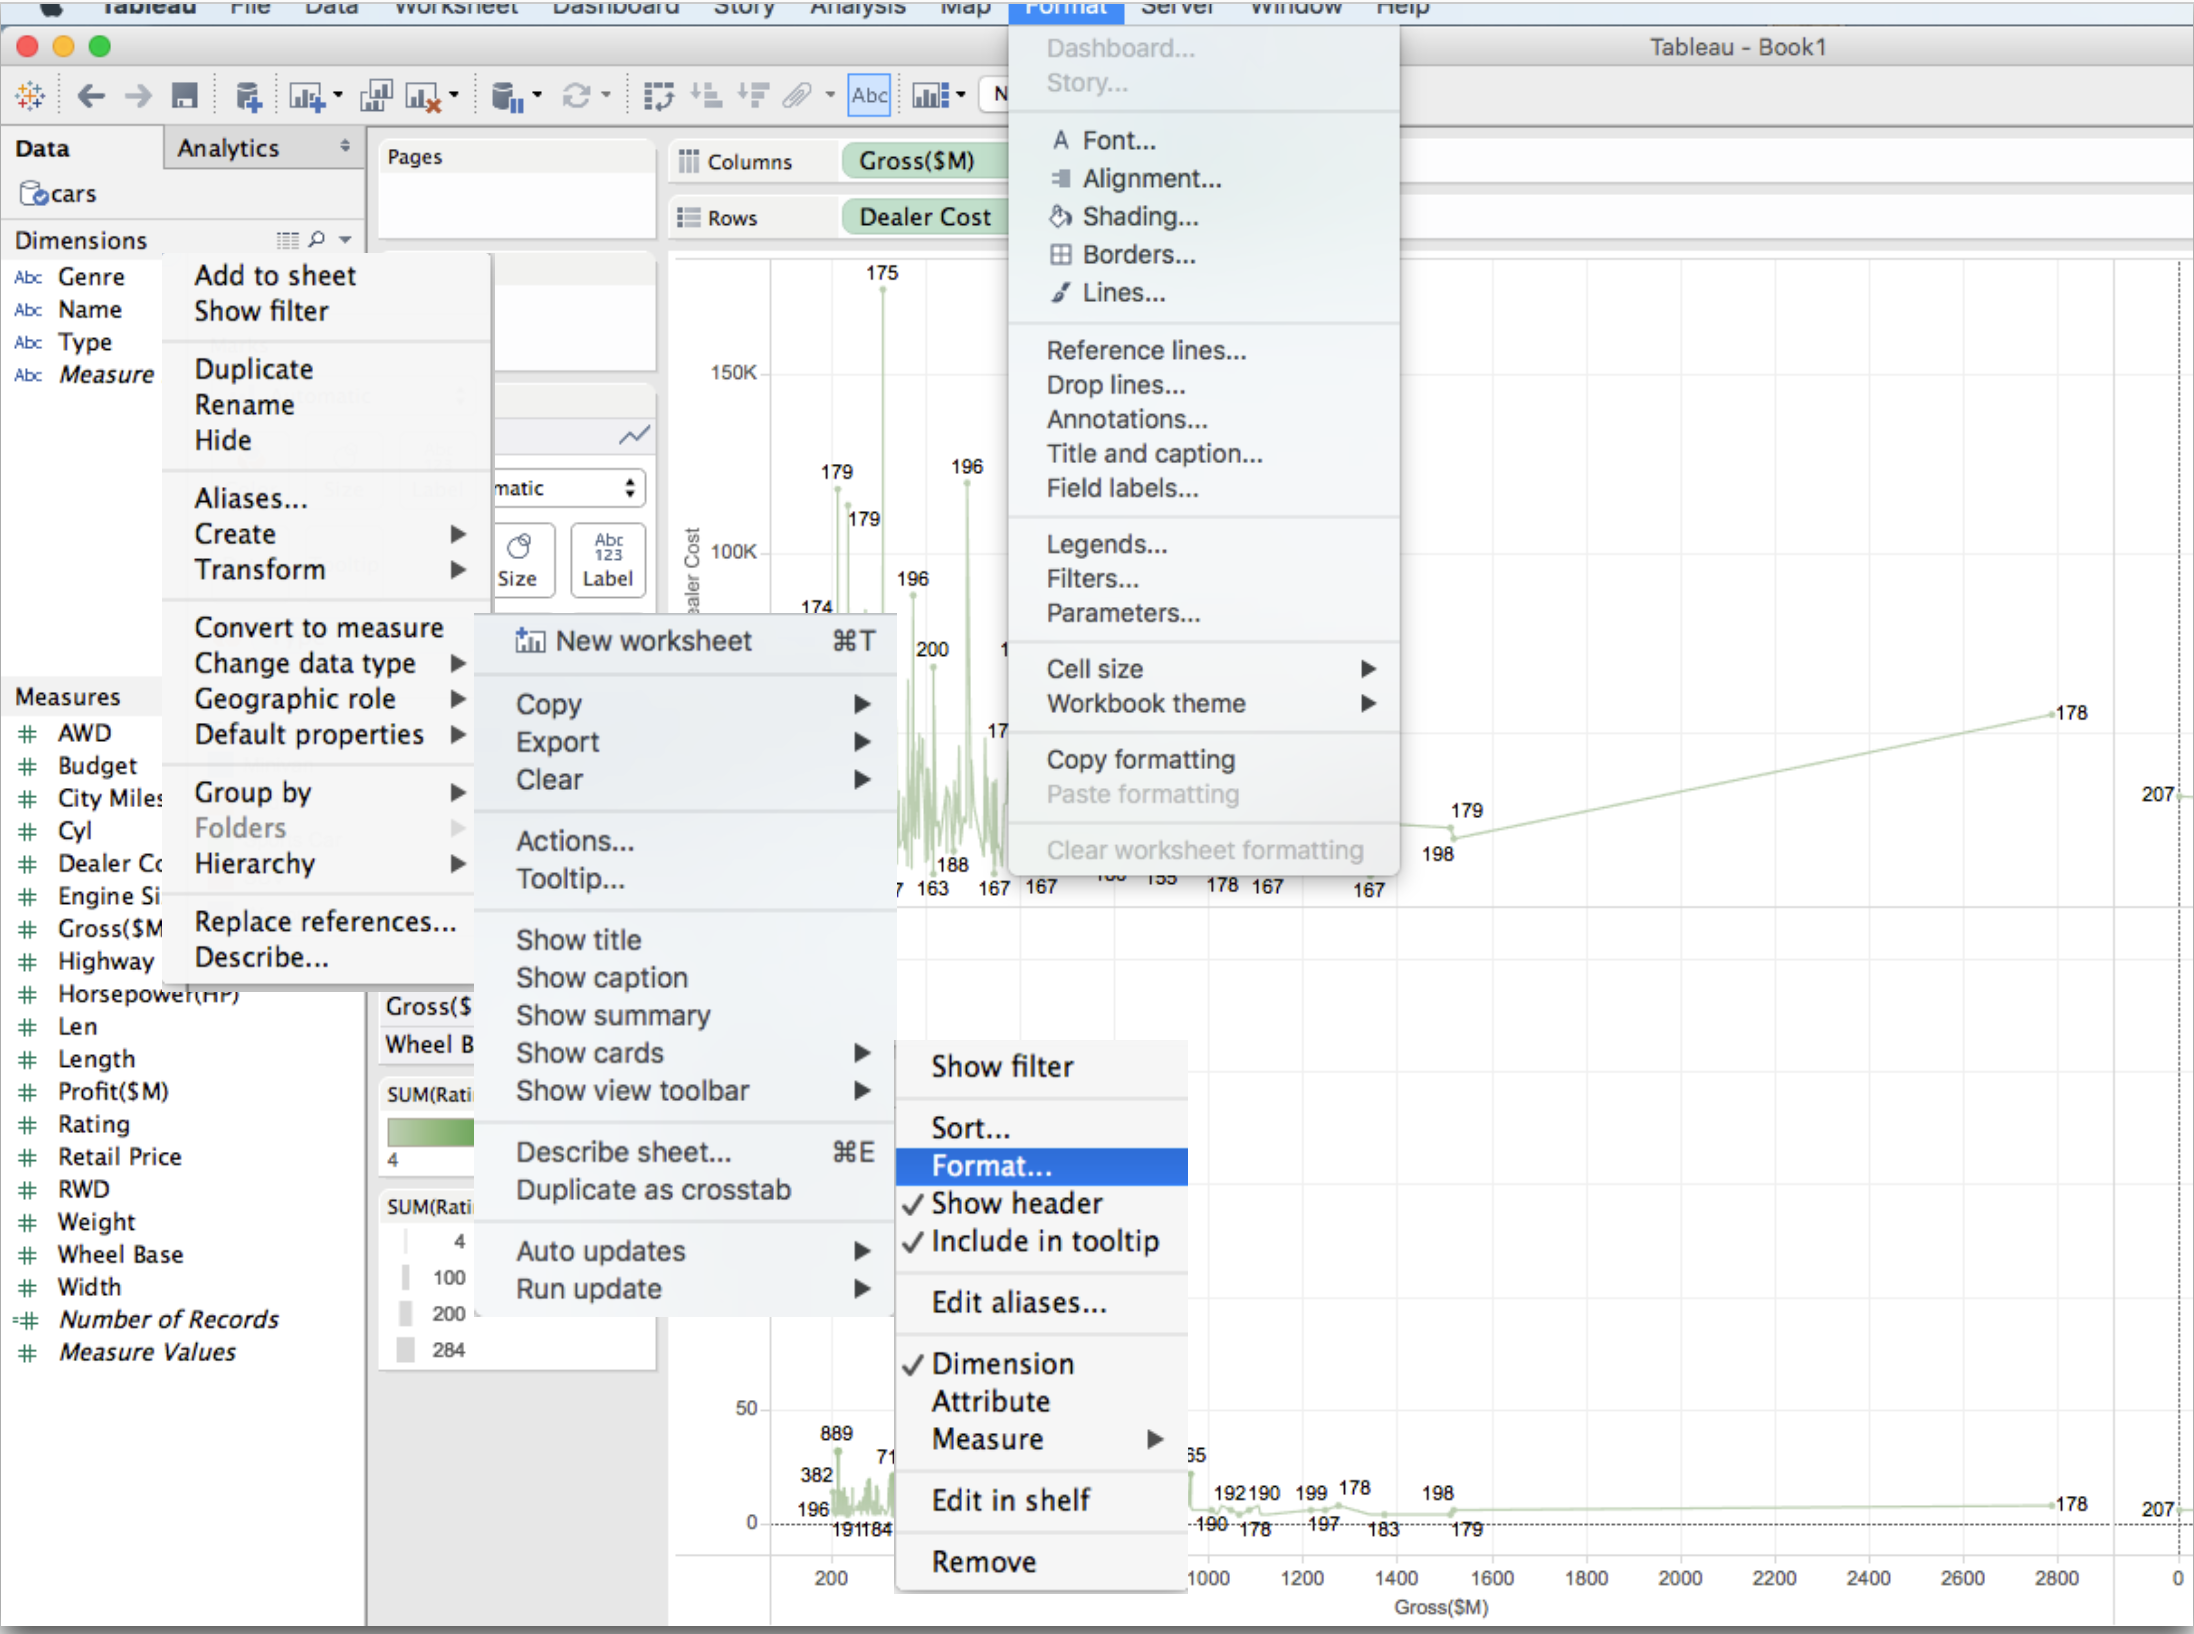 Tableau File Data Worksheet Dashboard Story Analysis Map Format Server Window Help
Tableau - Book1
Abc
N
Data
Analytics
cars
Dimensions
Abc Genre
Abc Name
Abc Type
Abc Measure
Measures
AWD
Budget
City Miles
Cyl
Dealer Co
Engine Si
Gross($M
Highway
Horsepower(HP)
Len
Length
Profit($M)
Rating
Retail Price
RWD
Weight
Wheel Base
Width
=# Number of Records
# Measure Values
Add to sheet
Show filter
Duplicate
Rename
Hide
Aliases...
Create
Transform
Convert to measure
Change data type
Geographic role
Default properties
Group by
Folders
Hierarchy
Replace references...
Describe...
Pages
matic
Size
Abc
123
Label
Gross($
Wheel B
SUM(Rati
4
SUM(Rati
4
100
200
284
New worksheet ⌘T
Copy
Export
Clear
Actions...
Tooltip...
Show title
Show caption
Show summary
Show cards
Show view toolbar
Describe sheet... ⌘E
Duplicate as crosstab
Auto updates
Run update
Columns Gross($M)
Rows Dealer Cost
Dashboard...
Story...
Font...
Alignment...
Shading...
Borders...
Lines...
Reference lines...
Drop lines...
Annotations...
Title and caption...
Field labels...
Legends...
Filters...
Parameters...
Cell size
Workbook theme
Copy formatting
Paste formatting
Clear worksheet formatting
Show filter
Sort...
Format...
✓ Show header
✓ Include in tooltip
Edit aliases...
✓ Dimension
Attribute
Measure
Edit in shelf
Remove
175
150K
179
196
179
ealer Cost
100K
196
174
200
1
17
178
207
179
198
188
7 163 167 167 155 178 167 167
50
889
71
382
196
191 184
65
192 190 199 178 198 178
207
0
190 178 197 183 179
200 1000 1200 1400 1600 1800 2000 2200 2400 2600 2800 0
Gross($M)